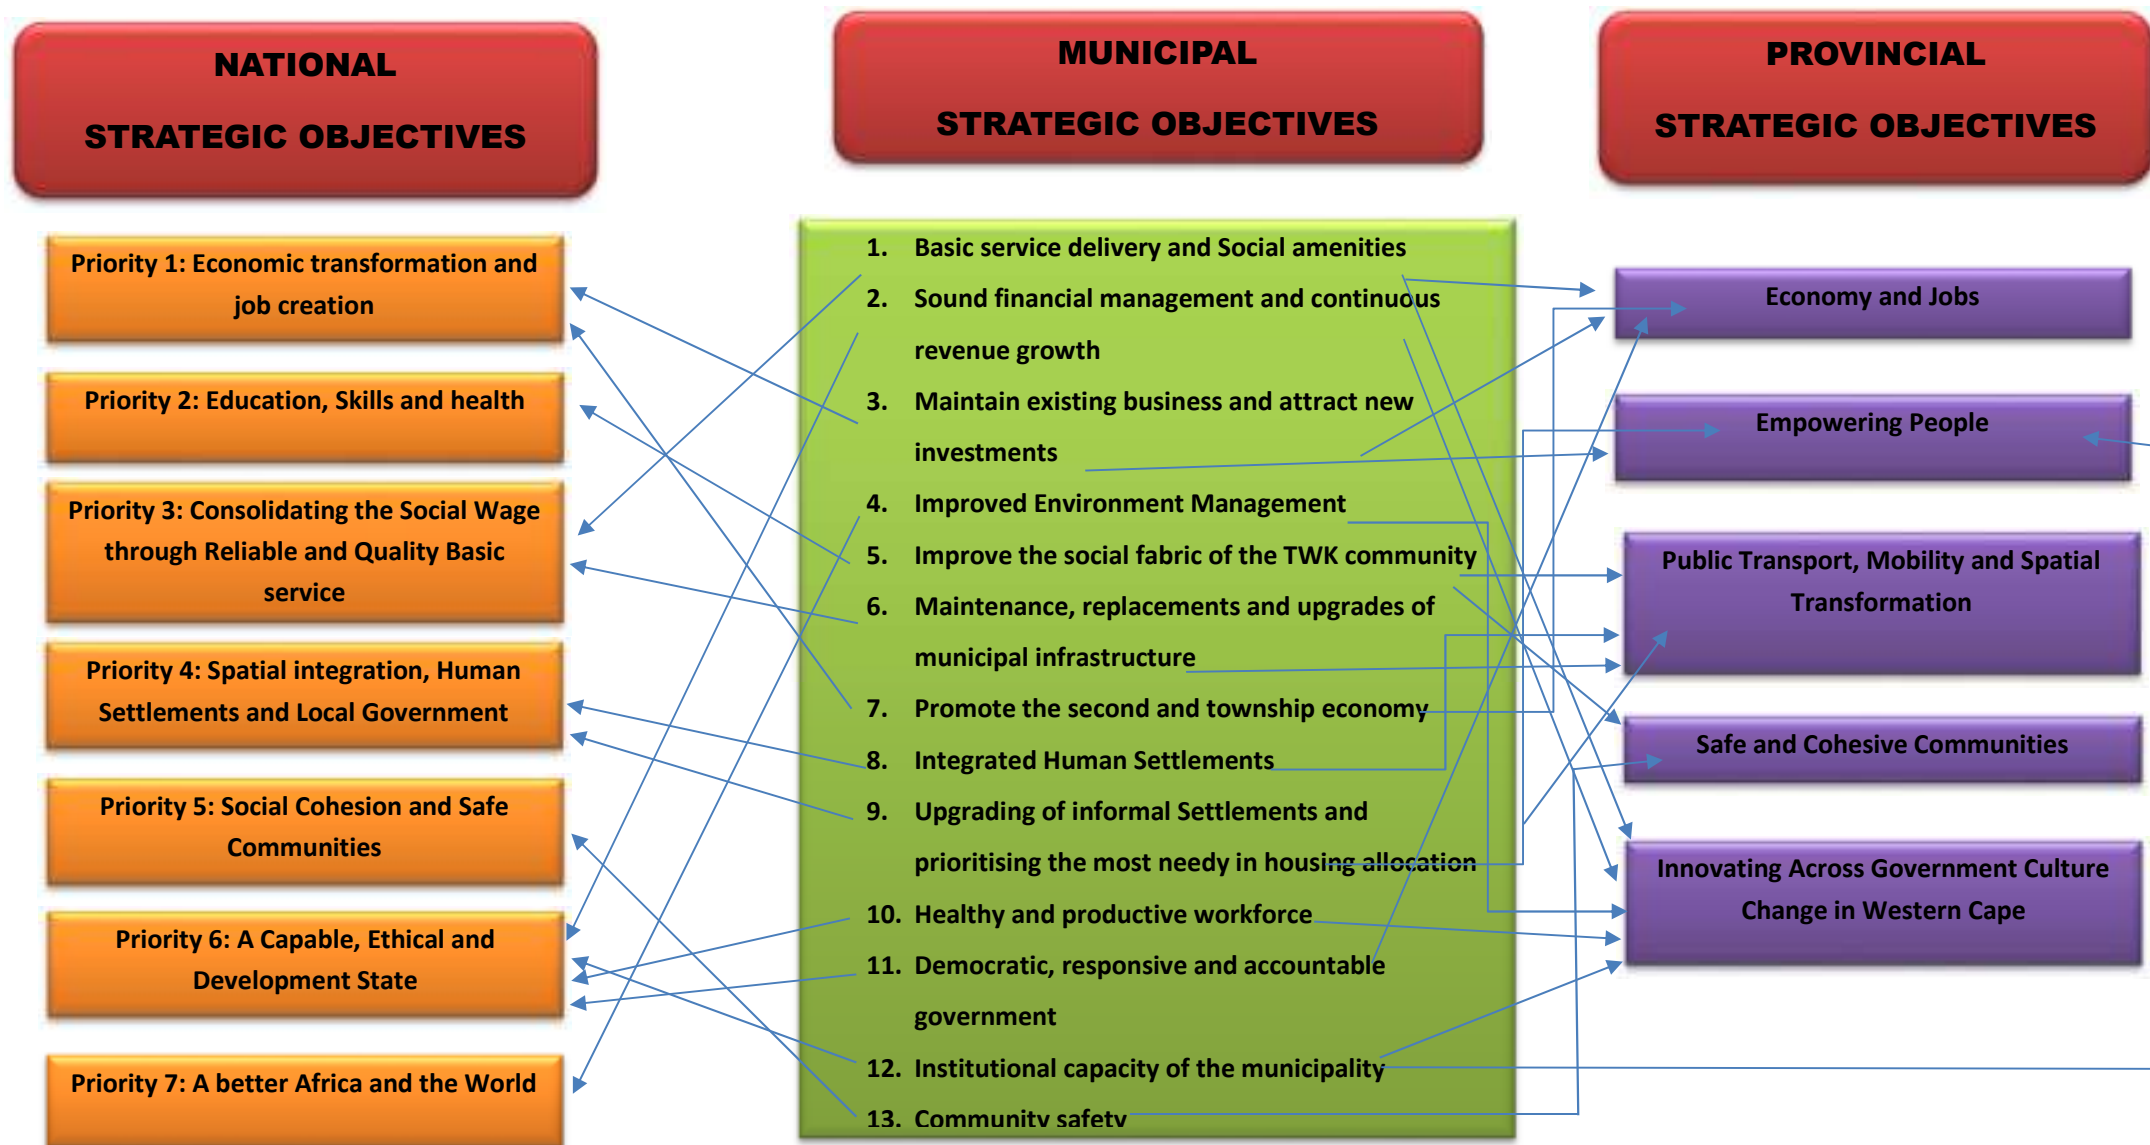 NATIONAL
STRATEGIC OBJECTIVES
MUNICIPAL
STRATEGIC OBJECTIVES
PROVINCIAL
STRATEGIC OBJECTIVES
Priority 1: Economic transformation and
job creation
Priority 2: Education, Skills and health
Priority 3: Consolidating the Social Wage
through Reliable and Quality Basic
service
Priority 4: Spatial integration, Human
Settlements and Local Government
Priority 5: Social Cohesion and Safe
Communities
Priority 6: A Capable, Ethical and
Development State
Priority 7: A better Africa and the World
1. Basic service delivery and Social amenities
2. Sound financial management and continuous
revenue growth
3. Maintain existing business and attract new
investments
4. Improved Environment Management
5. Improve the social fabric of the TWK community
6. Maintenance, replacements and upgrades of
municipal infrastructure
7. Promote the second and township economy
8. Integrated Human Settlements
9. Upgrading of informal Settlements and
prioritising the most needy in housing allocation
10. Healthy and productive workforce
11. Democratic, responsive and accountable
government
12. Institutional capacity of the municipality
13. Community safety
Economy and Jobs
Empowering People
Public Transport, Mobility and Spatial
Transformation
Safe and Cohesive Communities
Innovating Across Government Culture
Change in Western Cape